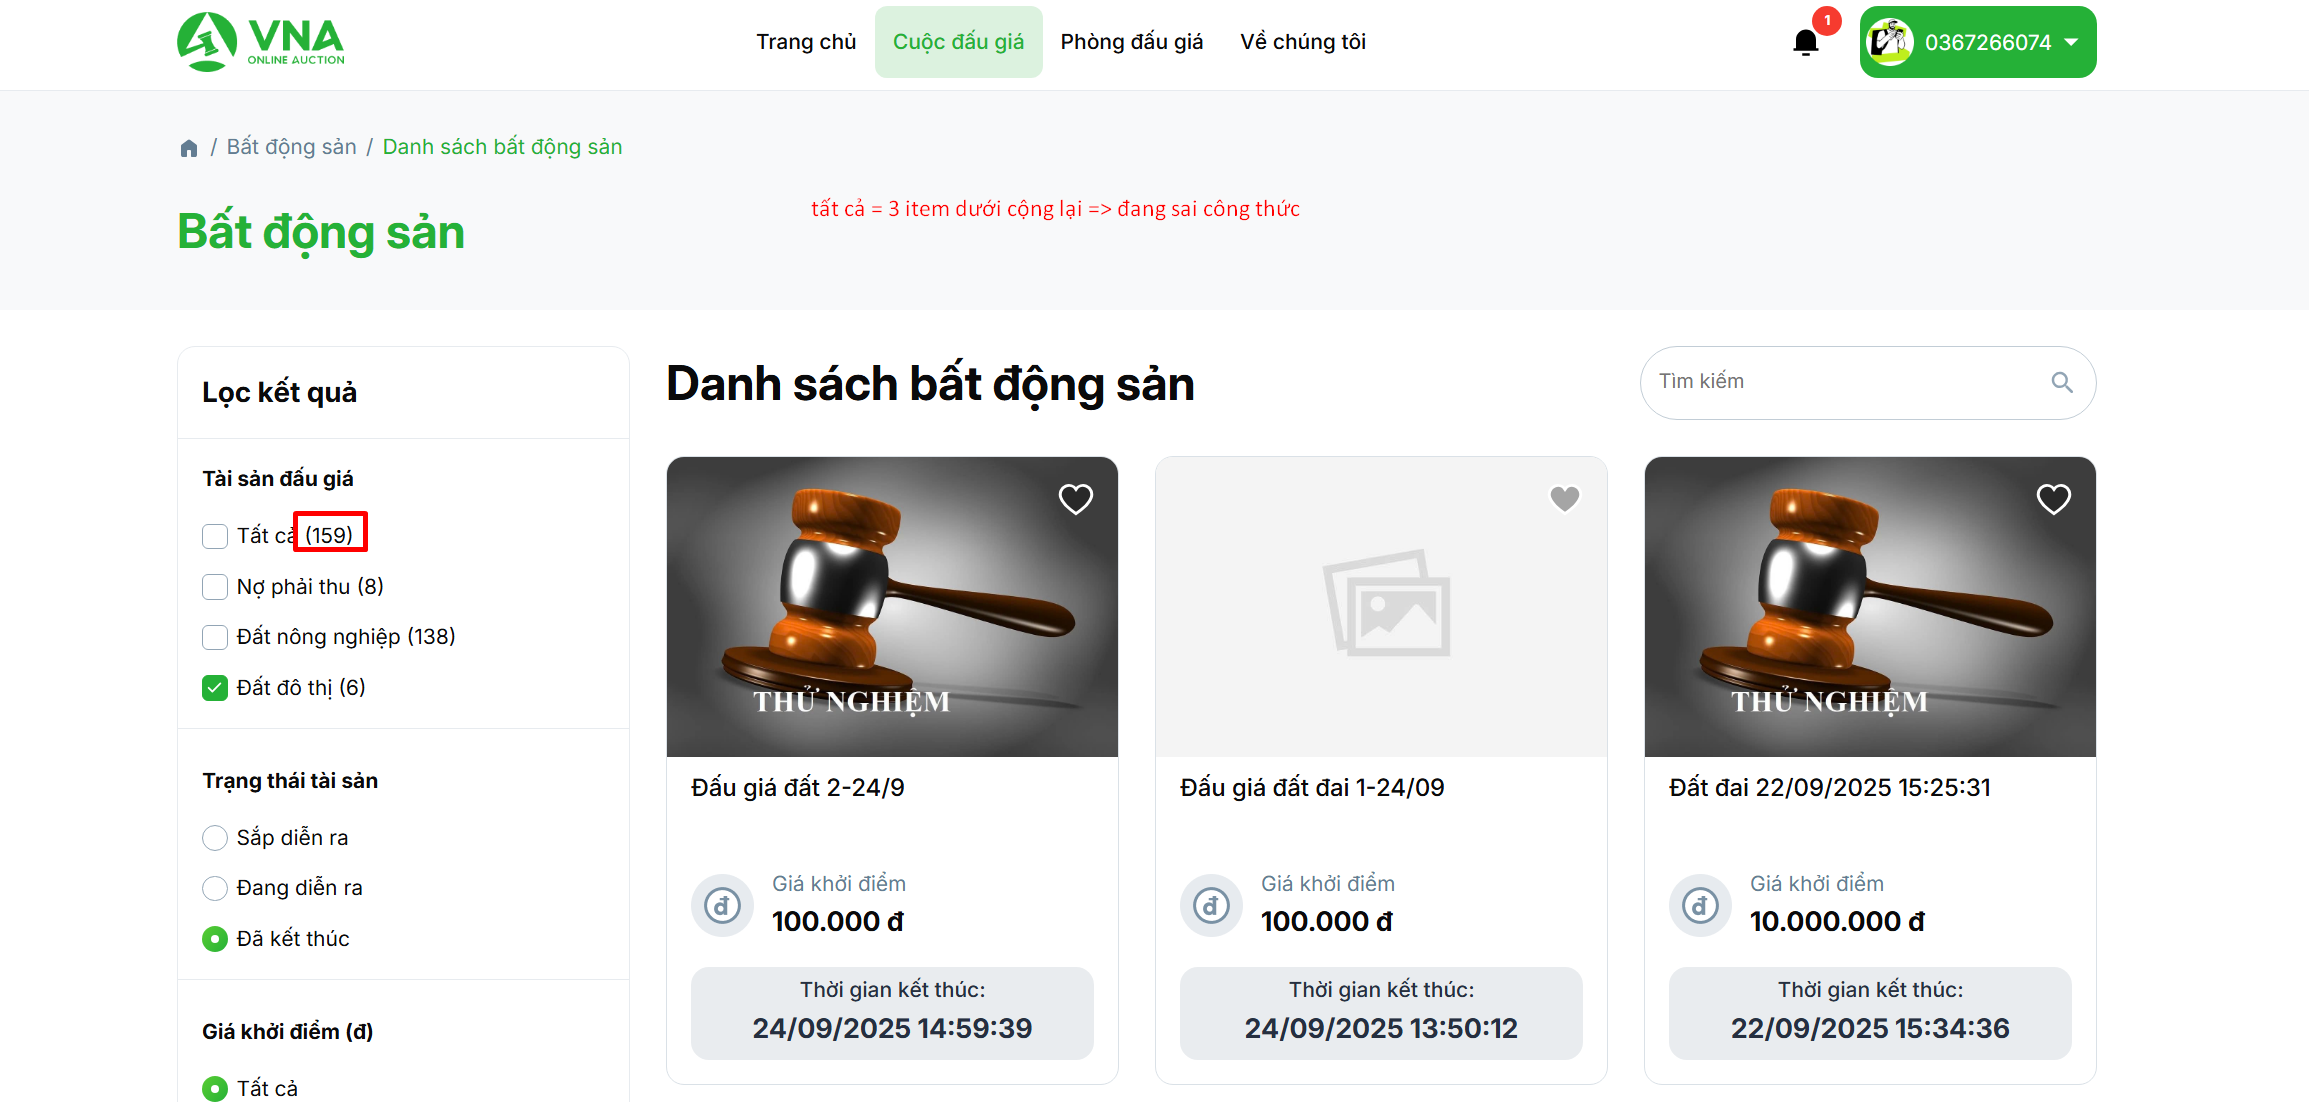 VNA
ONLINE AUCTION
Trang chủ
Cuộc đấu giá
Phòng đấu giá
Về chúng tôi
1
0367266074
/ Bất động sản / Danh sách bất động sản
tất cả = 3 item dưới cộng lại => đang sai công thức
Bất động sản
Lọc kết quả
Danh sách bất động sản
Tìm kiếm
Tài sản đấu giá
Tất cả (159)
Nợ phải thu (8)
Đất nông nghiệp (138)
Đất đô thị (6)
Trạng thái tài sản
Sắp diễn ra
Đang diễn ra
Đã kết thúc
Giá khởi điểm (đ)
Tất cả
THỬ NGHIỆM
Đấu giá đất 2-24/9
Giá khởi điểm
100.000 đ
Thời gian kết thúc:
24/09/2025 14:59:39
Đấu giá đất đai 1-24/09
Giá khởi điểm
100.000 đ
Thời gian kết thúc:
24/09/2025 13:50:12
THỬ NGHIỆM
Đất đai 22/09/2025 15:25:31
Giá khởi điểm
10.000.000 đ
Thời gian kết thúc:
22/09/2025 15:34:36